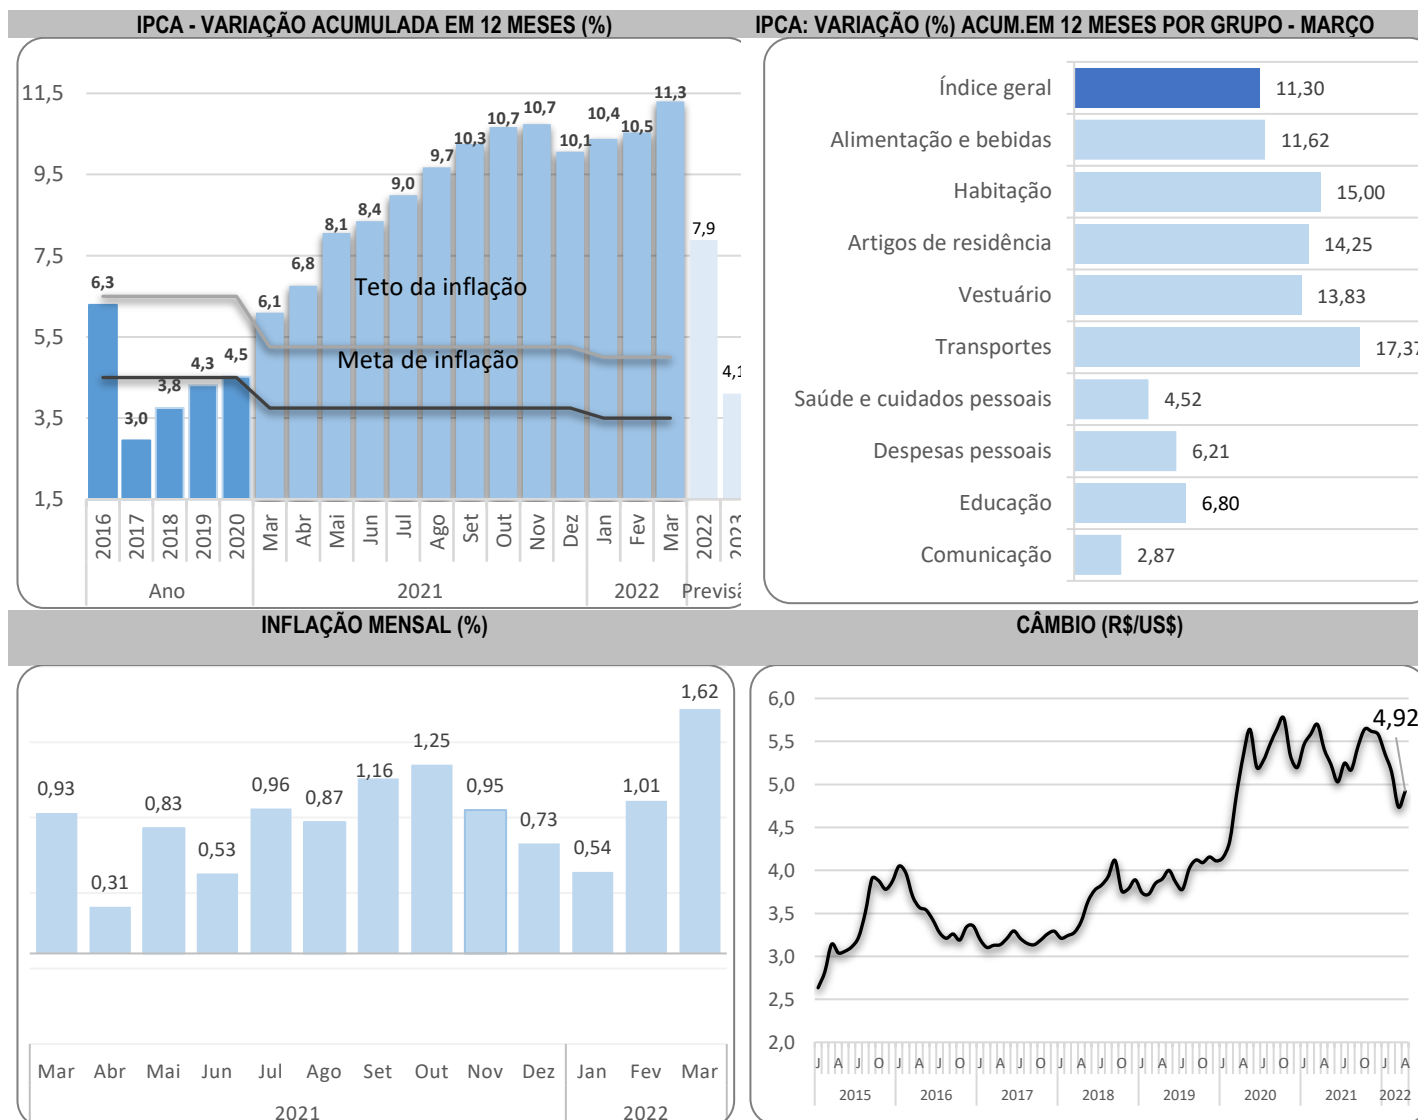 IPCA - VARIAÇÃO ACUMULADA EM 12 MESES (%)
11,5
9,5
7,5
5,5
3,5
1,5
6,3
3,0
3,8
4,3
4,5
6,1
6,8
8,1
8,4
9,0
9,7
10,3
10,7
10,7
10,1
10,4
10,5
11,3
7,9
4,1
Teto da inflação
Meta de inflação
2016 2017 2018 2019 2020 Mar Abr Mai Jun Jul Ago Set Out Nov Dez Jan Fev Mar 2022 2023
Ano 2021 2022 Previsã
IPCA: VARIAÇÃO (%) ACUM.EM 12 MESES POR GRUPO - MARÇO
Índice geral 11,30
Alimentação e bebidas 11,62
Habitação 15,00
Artigos de residência 14,25
Vestuário 13,83
Transportes 17,37
Saúde e cuidados pessoais 4,52
Despesas pessoais 6,21
Educação 6,80
Comunicação 2,87
INFLAÇÃO MENSAL (%)
0,93 0,31 0,83 0,53 0,96 0,87 1,16 1,25 0,95 0,73 0,54 1,01 1,62
Mar Abr Mai Jun Jul Ago Set Out Nov Dez Jan Fev Mar
2021 2022
CÂMBIO (R$/US$)
6,0
5,5
5,0
4,5
4,0
3,5
3,0
2,5
2,0
4,92
J A J O J A J O J A J O J A J O J A J O J A J O J A J O J A
2015 2016 2017 2018 2019 2020 2021 2022